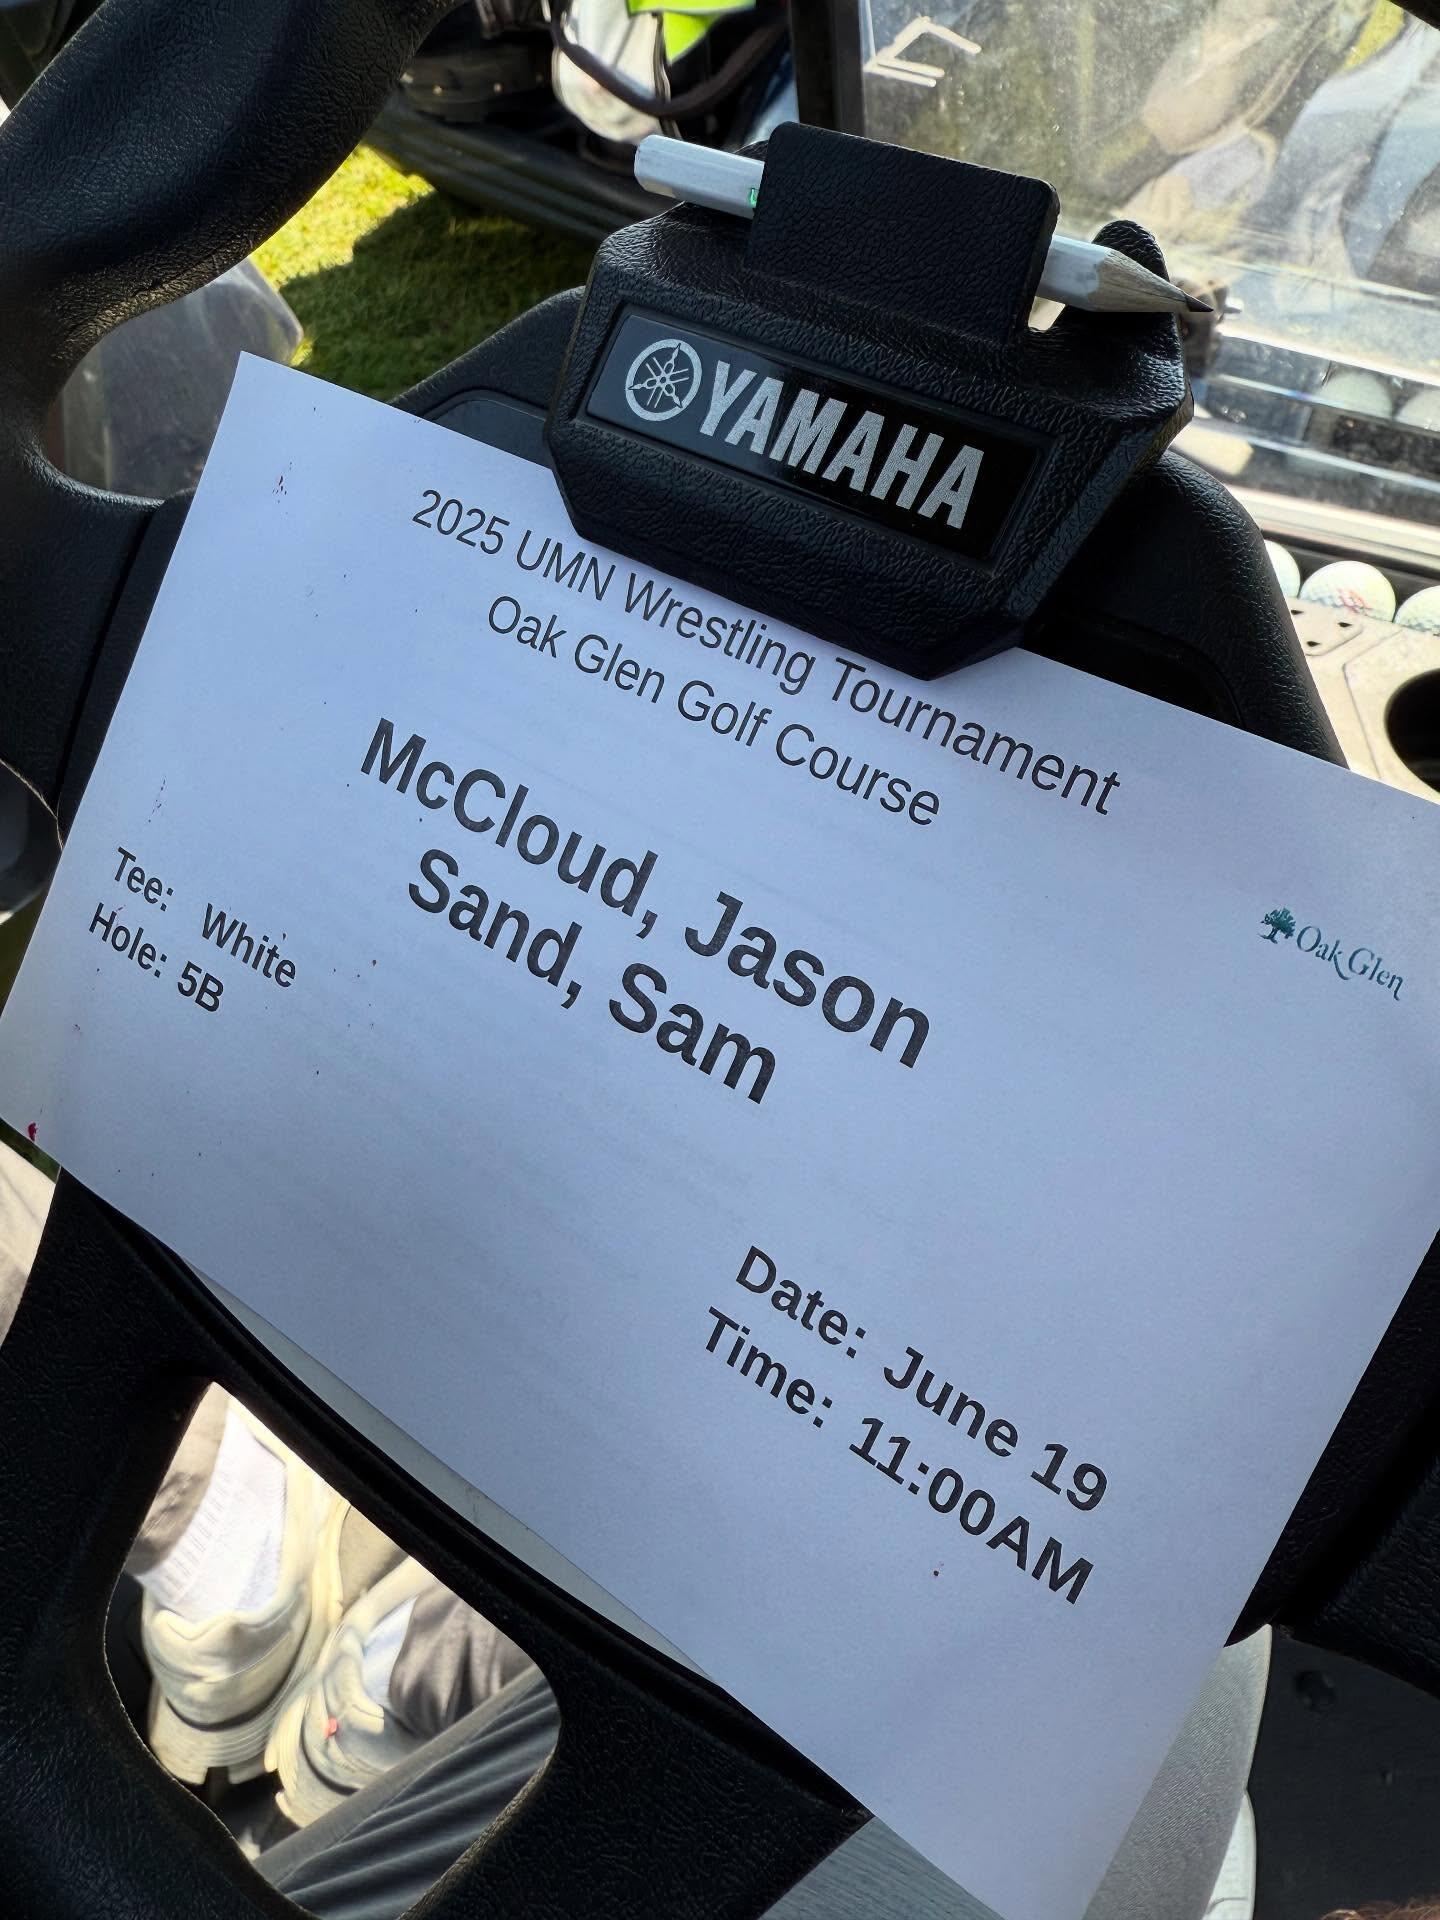 YAMAHA
2025 UMN Wrestling Tournament
Oak Glen Golf Course
McCloud, Jason
Sand, Sam
Tee: White
Hole: 5B
Oak Glen
Date: June 19
Time: 11:00AM